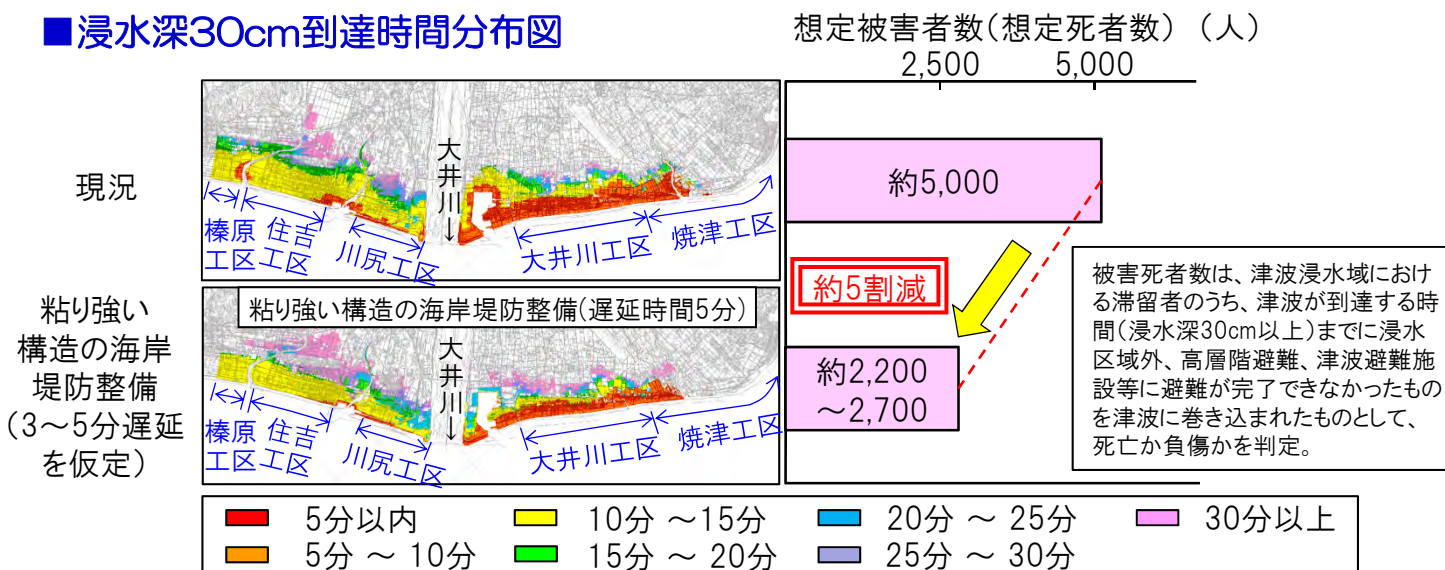 ■浸水深30cm到達時間分布図
想定被害者数(想定死者数) (人)
2,500 5,000
現況
大井川→
榛原工区
住吉工区
川尻工区
大井川工区
焼津工区
約5,000
約5割減
被害死者数は、津波浸水域におけ
る滞留者のうち、津波が到達する時
間(浸水深30cm以上)までに浸水
区域外、高層階避難、津波避難施
設等に避難が完了できなかったもの
を津波に巻き込まれたものとして、
死亡か負傷かを判定。
粘り強い
構造の海岸
堤防整備
(3～5分遅延
を仮定)
粘り強い構造の海岸堤防整備(遅延時間5分)
大井川→
榛原工区
住吉工区
川尻工区
大井川工区
焼津工区
約2,200
～2,700
5分以内
10分 ～15分
20分 ～ 25分
30分以上
5分 ～ 10分
15分 ～ 20分
25分 ～ 30分